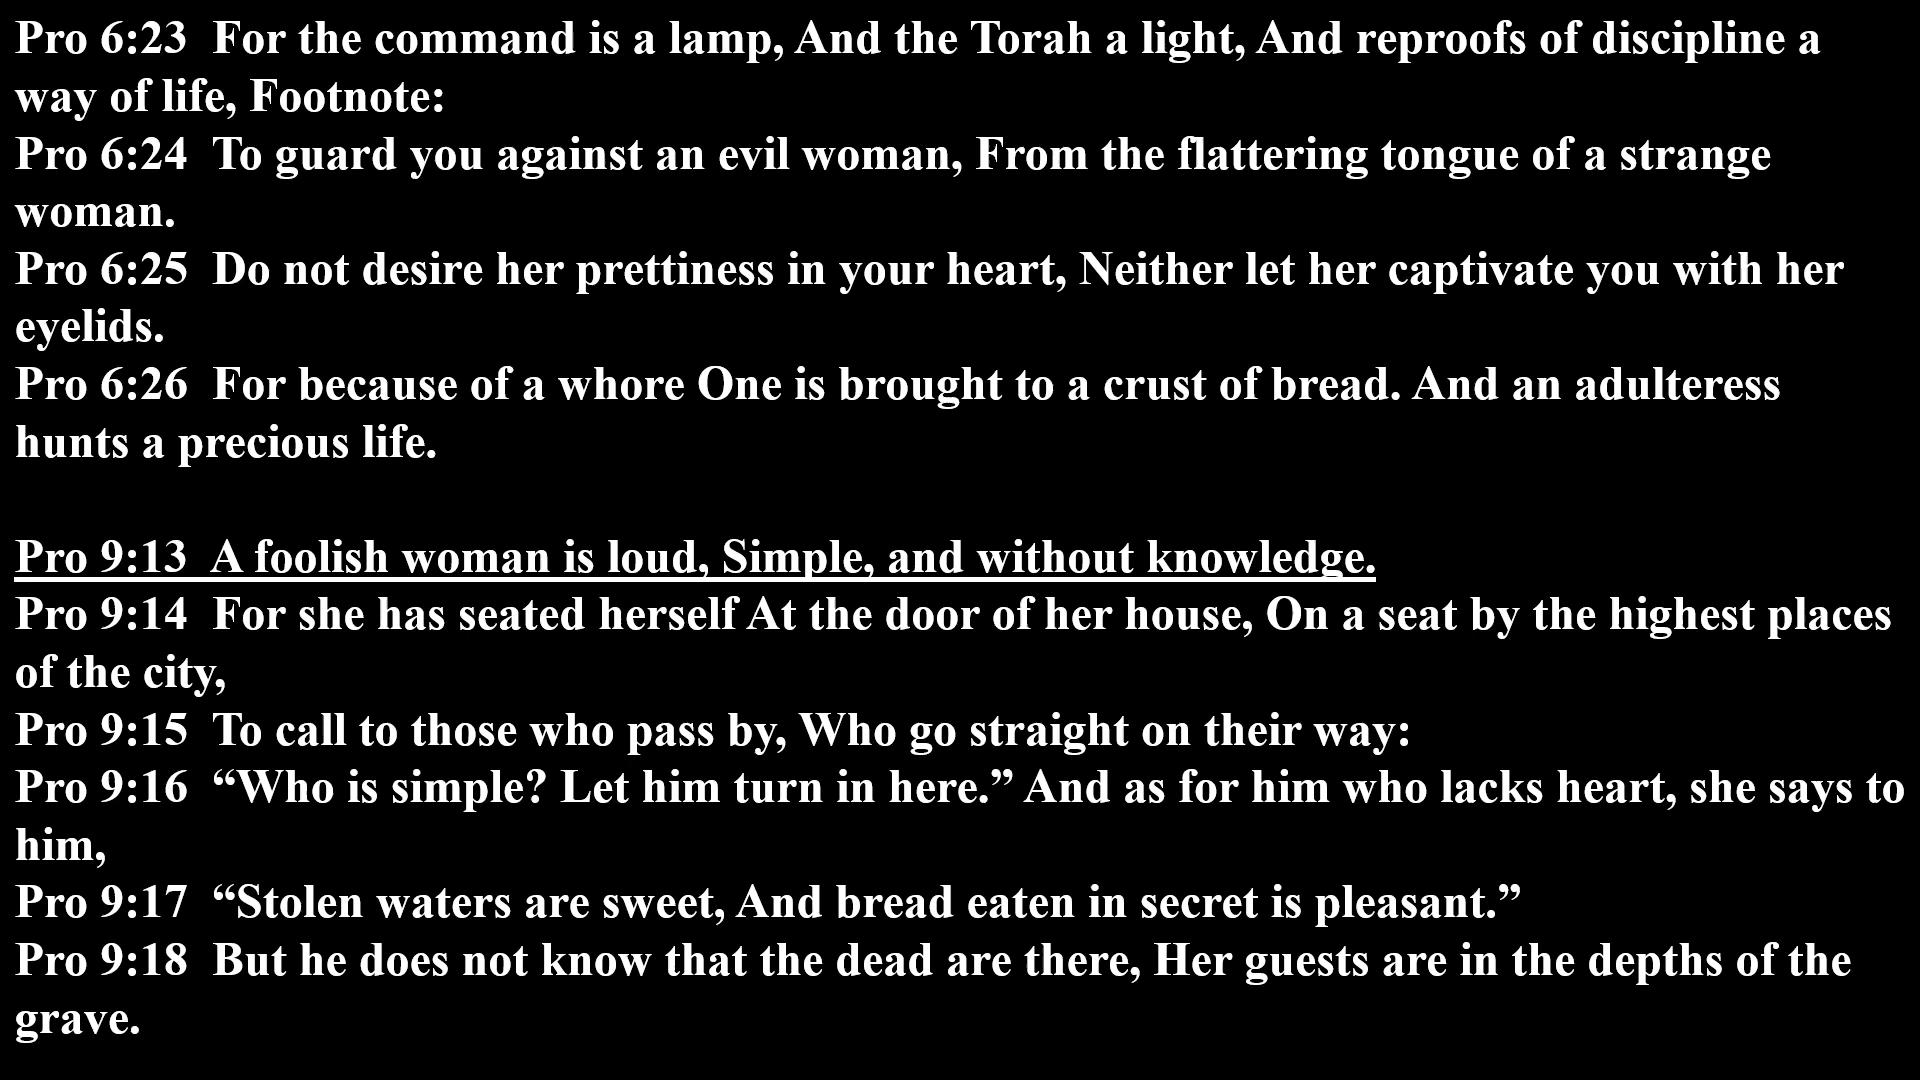 Pro 6:23  For the command is a lamp, And the Torah a light, And reproofs of discipline a
way of life, Footnote:
Pro 6:24  To guard you against an evil woman, From the flattering tongue of a strange
woman.
Pro 6:25  Do not desire her prettiness in your heart, Neither let her captivate you with her
eyelids.
Pro 6:26  For because of a whore One is brought to a crust of bread. And an adulteress
hunts a precious life.
Pro 9:13  A foolish woman is loud, Simple, and without knowledge.
Pro 9:14  For she has seated herself At the door of her house, On a seat by the highest places
of the city,
Pro 9:15  To call to those who pass by, Who go straight on their way:
Pro 9:16  “Who is simple? Let him turn in here.” And as for him who lacks heart, she says to
him,
Pro 9:17  “Stolen waters are sweet, And bread eaten in secret is pleasant.”
Pro 9:18  But he does not know that the dead are there, Her guests are in the depths of the
grave.